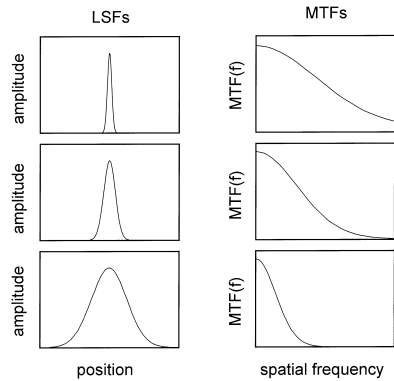 LSFs
MTFs
amplitude
MTF(f)
amplitude
MTF(f)
amplitude
MTF(f)
position
spatial frequency